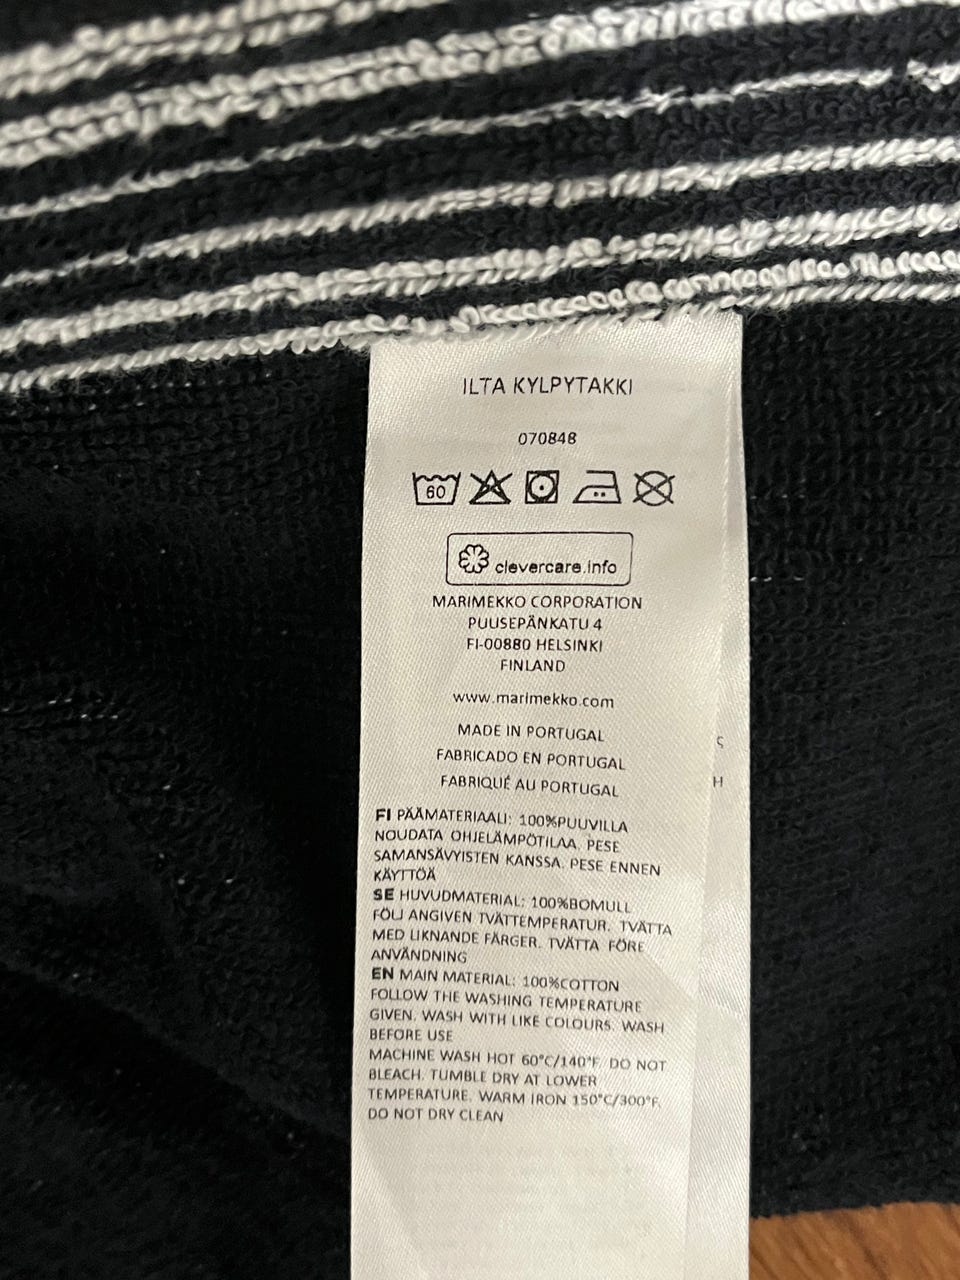 ILTA KYLPYTAKKI
070848
60
clevercare.info
MARIMEKKO CORPORATION
PUUSEPÄNKATU 4
FI-00880 HELSINKI
FINLAND
www.marimekko.com
MADE IN PORTUGAL
FABRICADO EN PORTUGAL
FABRIQUÉ AU PORTUGAL
FI PÄÄMATERIAALI: 100%PUUVILLA
NOUDATA OHJELÄMPÖTILAA. PESE
SAMANSÄVYISTEN KANSSA. PESE ENNEN
KÄYTTÖÄ
SE HUVUDMATERIAL: 100%BOMULL
FÖLJ ANGIVEN TVÄTTEMPERATUR. TVÄTTA
MED LIKNANDE FÄRGER. TVÄTTA FÖRE
ANVÄNDNING
EN MAIN MATERIAL: 100%COTTON
FOLLOW THE WASHING TEMPERATURE
GIVEN. WASH WITH LIKE COLOURS. WASH
BEFORE USE
MACHINE WASH HOT 60°C/140°F. DO NOT
BLEACH. TUMBLE DRY AT LOWER
TEMPERATURE. WARM IRON 150°C/300°F.
DO NOT DRY CLEAN